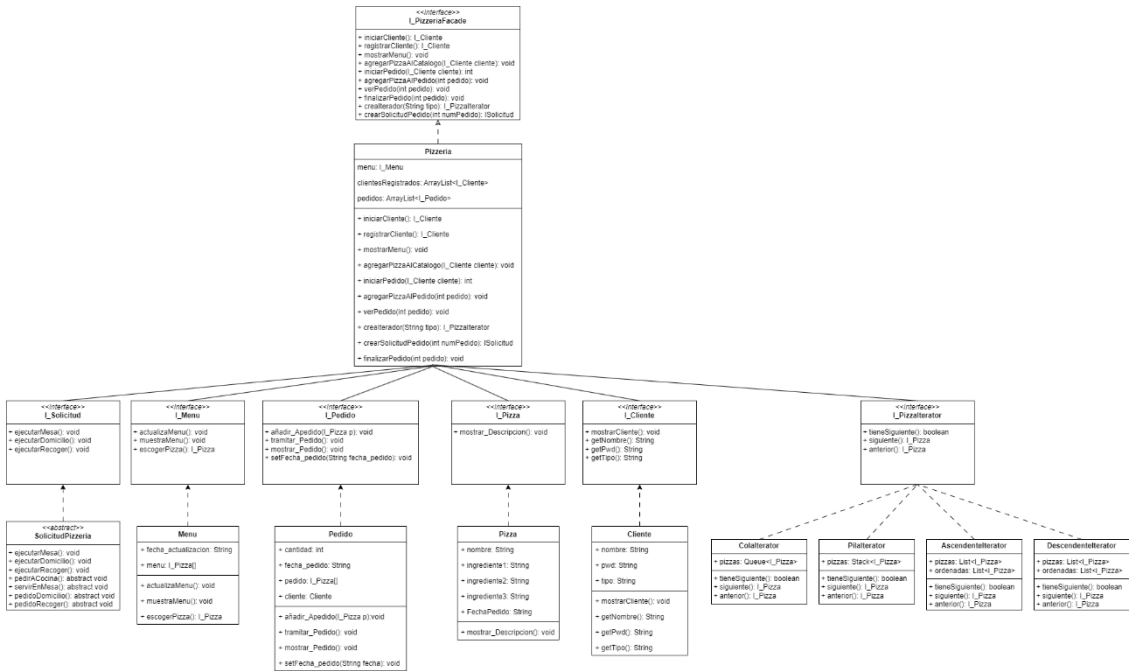 <<interface>>
I_PizzeriaFacade
+ iniciarCliente(): I_Cliente
+ registrarCliente(): I_Cliente
+ mostrarMenu(): void
+ agregarPizzaAlCatalogo(I_Cliente cliente): void
+ iniciarPedido(I_Cliente cliente): int
+ agregarPizzaAlPedido(int pedido): void
+ verPedido(int pedido): void
+ finalizarPedido(int pedido): void
+ crealterador(String tipo): I_PizzaIterator
+ crearSolicitudPedido(int numPedido): ISolicitud
Pizzeria
menu: I_Menu
clientesRegistrados: ArrayList<I_Cliente>
pedidos: ArrayList<I_Pedido>
+ iniciarCliente(): I_Cliente
+ registrarCliente(): I_Cliente
+ mostrarMenu(): void
+ agregarPizzaAlCatalogo(I_Cliente cliente): void
+ iniciarPedido(I_Cliente cliente): int
+ agregarPizzaAlPedido(int pedido): void
+ verPedido(int pedido): void
+ crealterador(String tipo): I_PizzaIterator
+ crearSolicitudPedido(int numPedido): ISolicitud
+ finalizarPedido(int pedido): void
<<interface>>
I_Solicitud
+ ejecutarMesa(): void
+ ejecutarDomicilio(): void
+ ejecutarRecoger(): void
<<interface>>
I_Menu
+ actualizaMenu(): void
+ muestraMenu(): void
+ escogerPizza(): I_Pizza
<<interface>>
I_Pedido
+ añadir_Apedido(I_Pizza p): void
+ tramitar_Pedido(): void
+ mostrar_Pedido(): void
+ setFecha_pedido(String fecha_pedido): void
<<interface>>
I_Pizza
+ mostrar_Descripcion(): void
<<interface>>
I_Cliente
+ mostrarCliente(): void
+ getNombre(): String
+ getPwd(): String
+ getTipo(): String
<<interface>>
I_PizzaIterator
+ tieneSiguiente(): boolean
+ siguiente(): I_Pizza
+ anterior(): I_Pizza
<<abstract>>
SolicitudPizzeria
+ ejecutarMesa(): void
+ ejecutarDomicilio(): void
+ ejecutarRecoger(): void
+ pedirACocina(): abstract void
+ servirEnMesa(): abstract void
+ pedidoDomicilio(): abstract void
+ pedidoRecoger(): abstract void
Menu
+ fecha_actualizacion: String
+ menu: I_Pizza[]
+ actualizaMenu(): void
+ muestraMenu(): void
+ escogerPizza(): I_Pizza
Pedido
+ cantidad: int
+ fecha_pedido: String
+ pedido: I_Pizza[]
+ cliente: Cliente
+ añadir_Apedido(I_Pizza p):void
+ tramitar_Pedido(): void
+ mostrar_Pedido(): void
+ setFecha_pedido(String fecha): void
Pizza
+ nombre: String
+ ingrediente1: String
+ ingrediente2: String
+ ingrediente3: String
+ FechaPedido: String
+ mostrar_Descripcion(): void
Cliente
+ nombre: String
+ pwd: String
+ tipo: String
+ mostrarCliente(): void
+ getNombre(): String
+ getPwd(): String
+ getTipo(): String
ColaIterator
+ pizzas: Queue<I_Pizza>
+ tieneSiguiente(): boolean
+ siguiente(): I_Pizza
+ anterior(): I_Pizza
PilaIterator
+ pizzas: Stack<I_Pizza>
+ tieneSiguiente(): boolean
+ siguiente(): I_Pizza
+ anterior(): I_Pizza
AscendenteIterator
+ pizzas: List<I_Pizza>
+ ordenadas: List<I_Pizza>
+ tieneSiguiente(): boolean
+ siguiente(): I_Pizza
+ anterior(): I_Pizza
DescendenteIterator
+ pizzas: List<I_Pizza>
+ ordenadas: List<I_Pizza>
+ tieneSiguiente(): boolean
+ siguiente(): I_Pizza
+ anterior(): I_Pizza